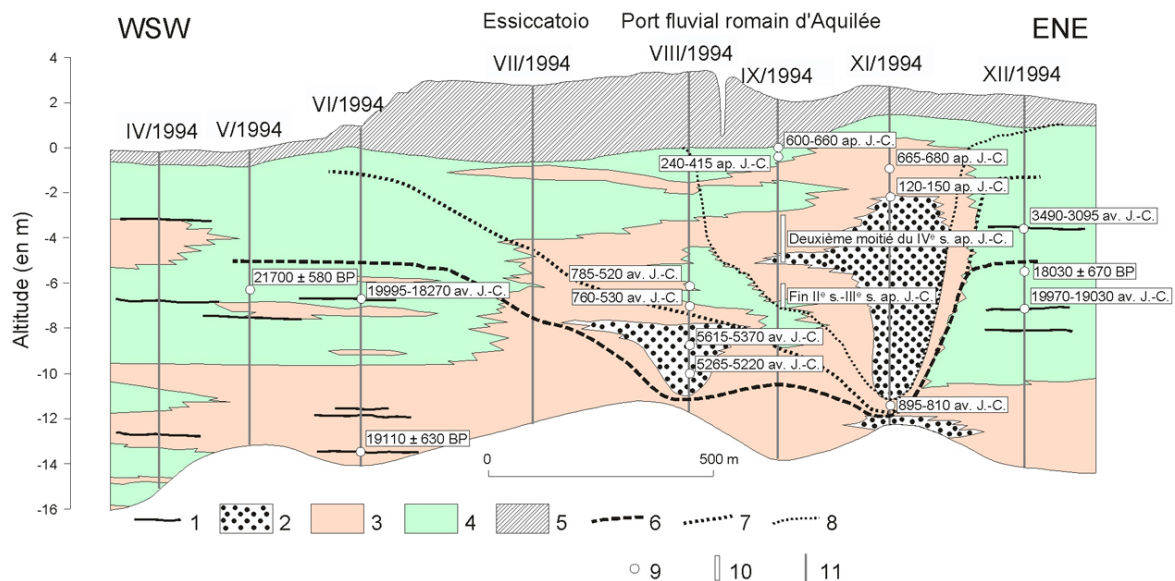 WSW
Essiccatoio
Port fluvial romain d'Aquilée
ENE
IV/1994
V/1994
VI/1994
VII/1994
VIII/1994
IX/1994
XI/1994
XII/1994
Altitude (en m)
4
2
0
-2
-4
-6
-8
-10
-12
-14
-16
600-660 ap. J.-C.
240-415 ap. J.-C.
665-680 ap. J.-C.
120-150 ap. J.-C.
3490-3095 av. J.-C.
Deuxième moitié du IVe s. ap. J.-C.
21700 ± 580 BP
785-520 av. J.-C.
18030 ± 670 BP
19995-18270 av. J.-C.
760-530 av. J.-C.
Fin IIe s.-IIIe s. ap. J.-C.
19970-19030 av. J.-C.
5615-5370 av. J.-C.
5265-5220 av. J.-C.
895-810 av. J.-C.
19110 ± 630 BP
0
500 m
1
2
3
4
5
6
7
8
9
10
11